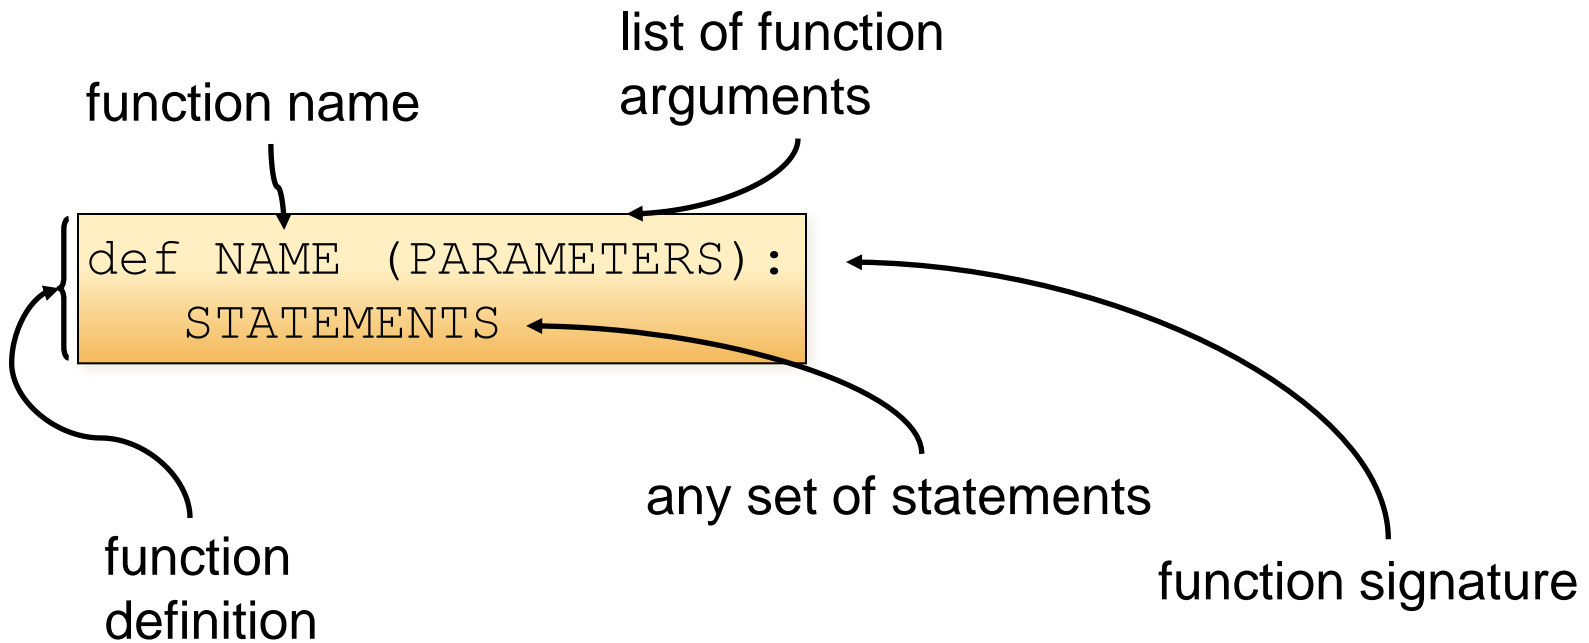 list of function
arguments
function name
def NAME (PARAMETERS):
STATEMENTS
any set of statements
function
definition
function signature